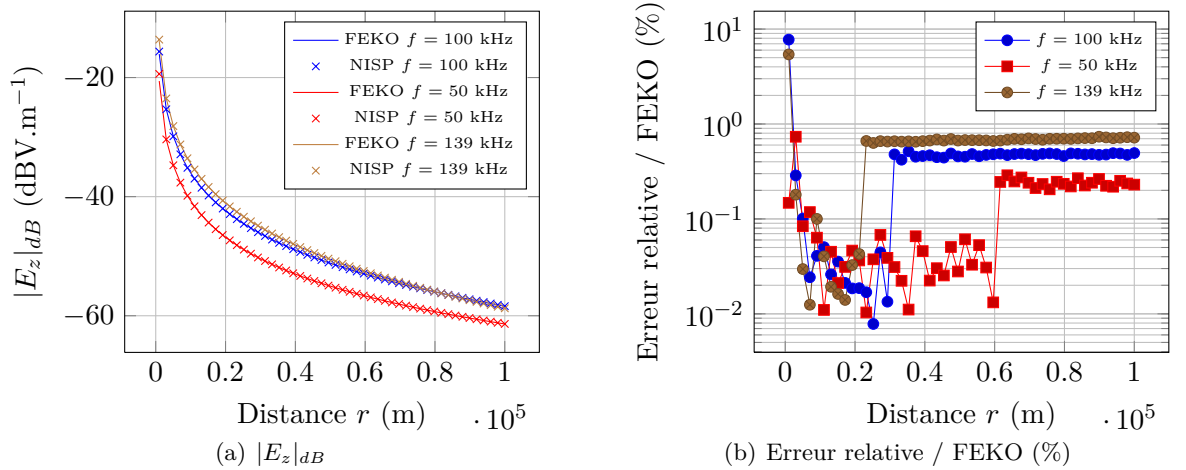 FEKO f = 100 kHz
NISP f = 100 kHz
FEKO f = 50 kHz
NISP f = 50 kHz
FEKO f = 139 kHz
NISP f = 139 kHz
−20
−40
−60
|E_z|_{dB} (dBV.m^{−1})
0 0.2 0.4 0.6 0.8 1
Distance r (m)
·10^5
(a) |E_z|_{dB}
f = 100 kHz
f = 50 kHz
f = 139 kHz
10^1
10^0
10^{−1}
10^{−2}
Erreur relative / FEKO (%)
0 0.2 0.4 0.6 0.8 1
Distance r (m)
·10^5
(b) Erreur relative / FEKO (%)